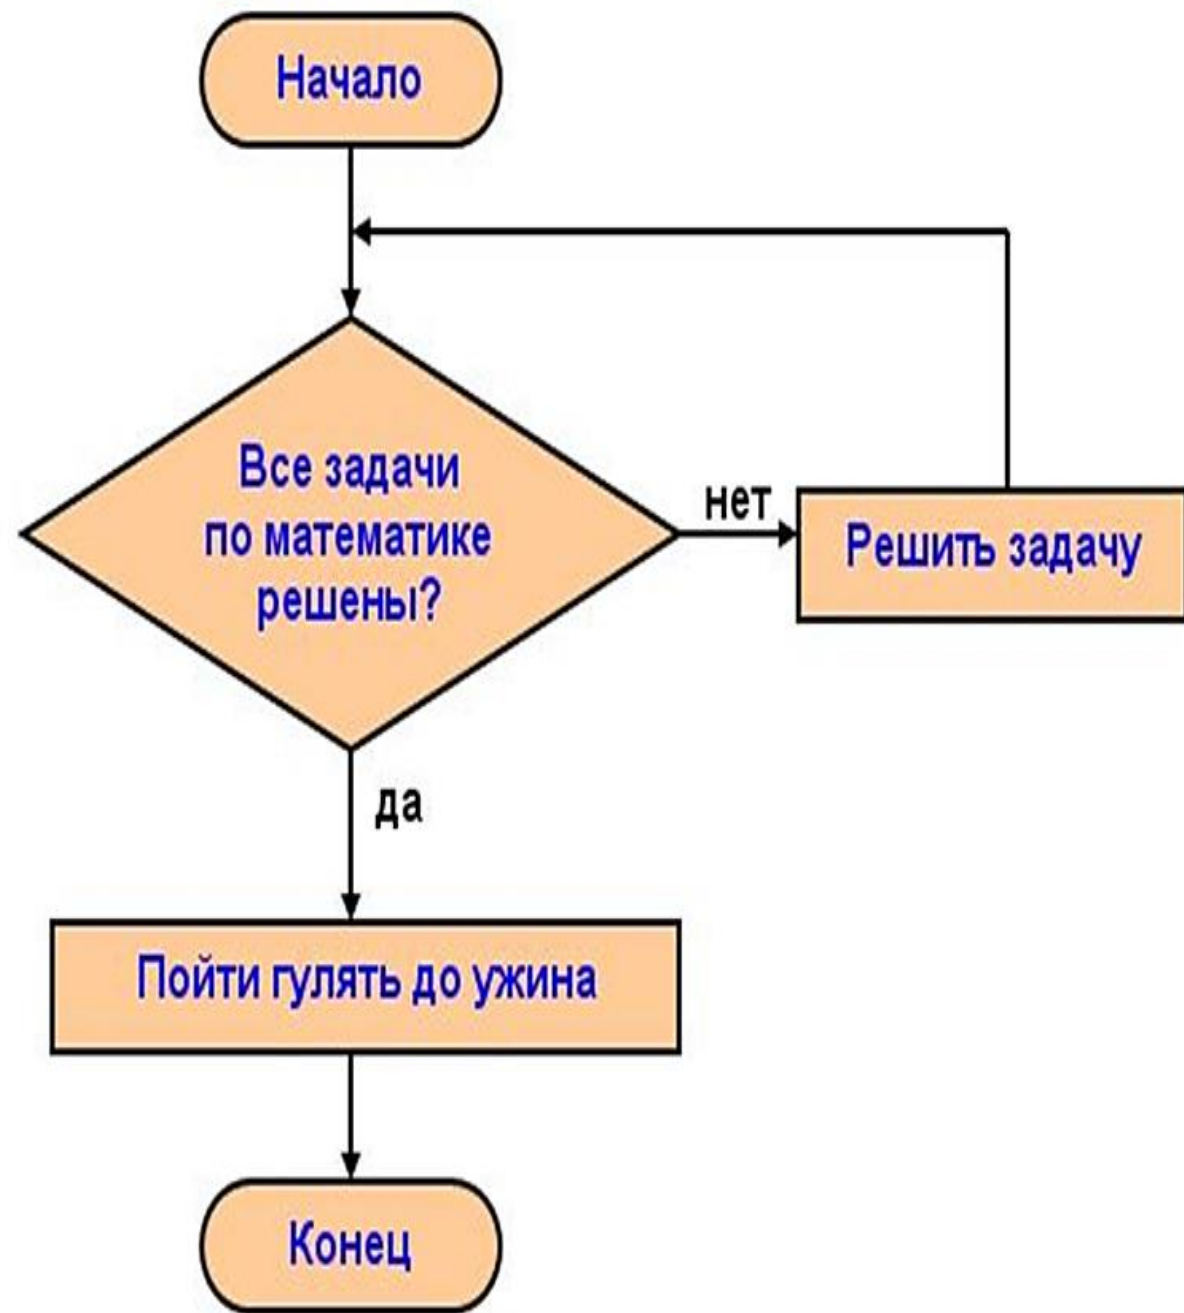 Начало
Все задачи
по математике
решены?
нет
Решить задачу
да
Пойти гулять до ужина
Конец